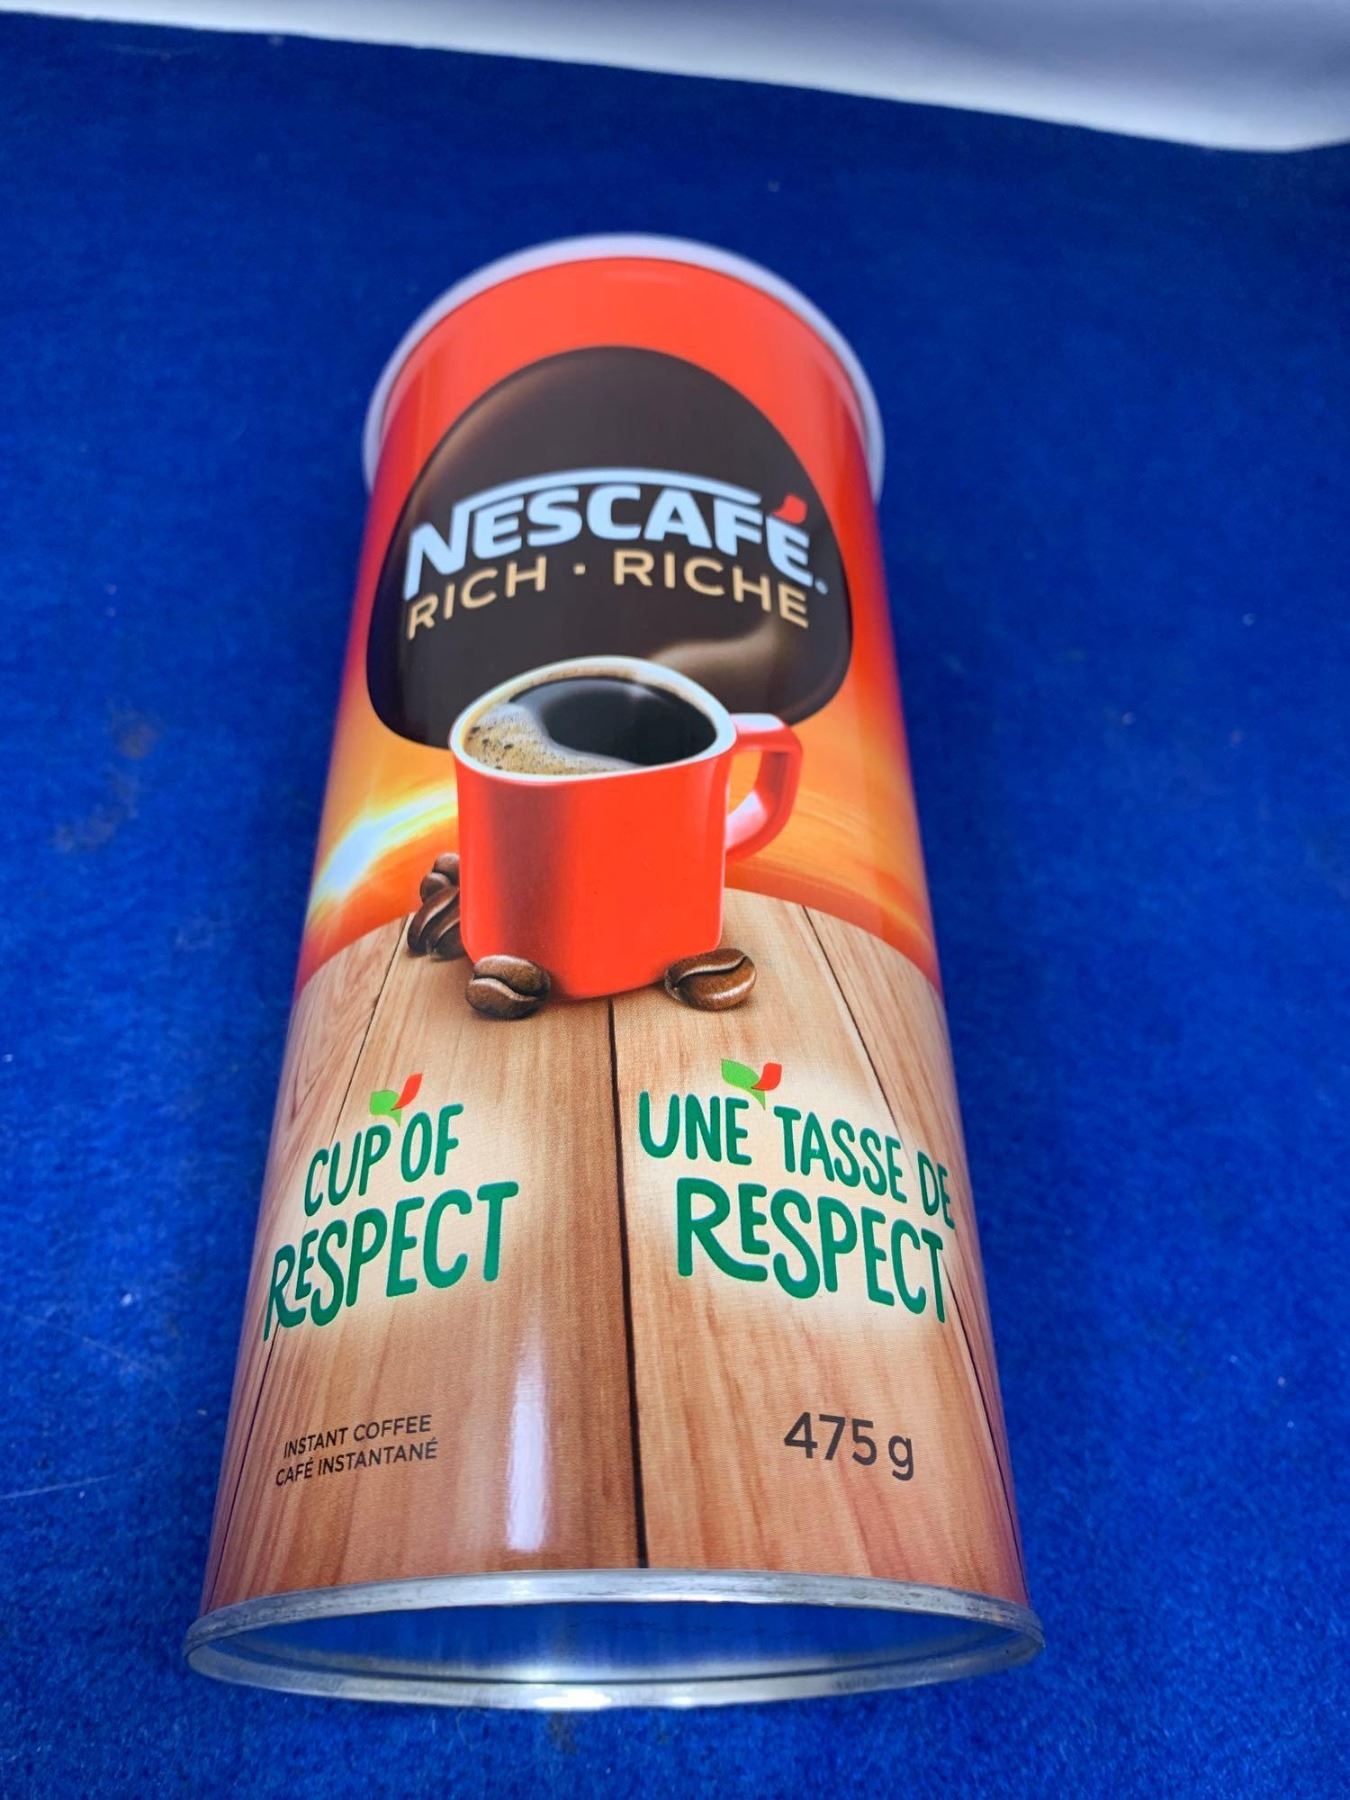 NESCAFÉ
RICH · RICHE
CUP OF
RESPECT
UNE TASSE DE
RESPECT
INSTANT COFFEE
CAFÉ INSTANTANÉ
475 g